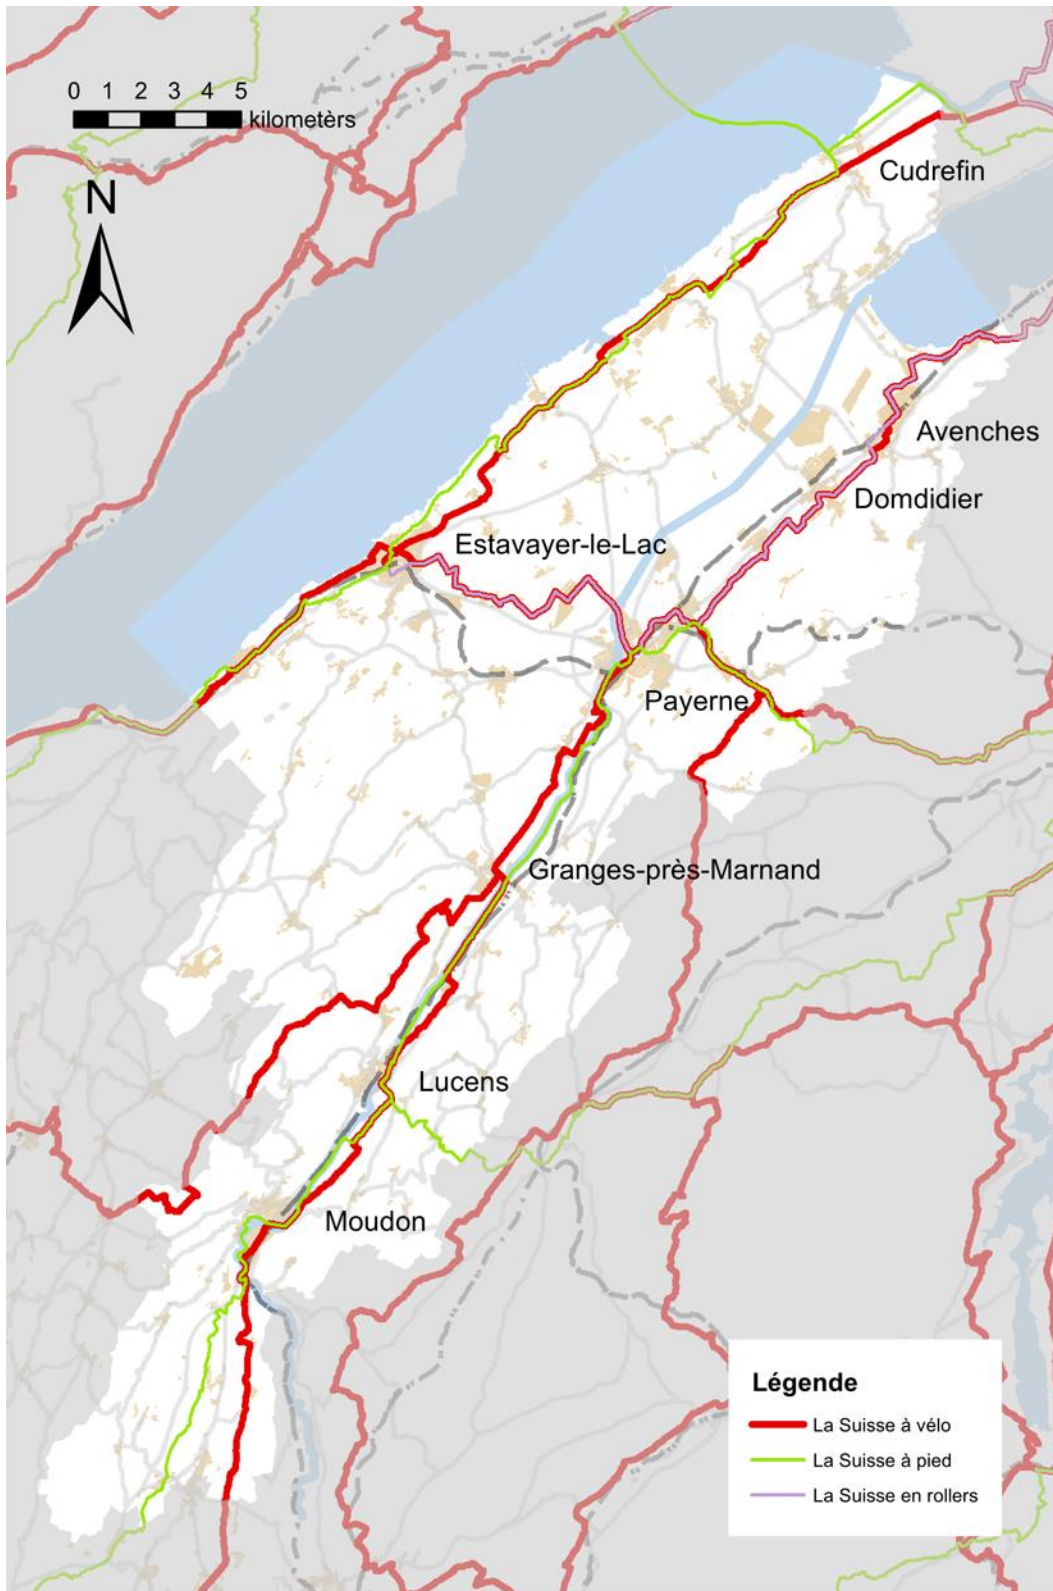 0 1 2 3 4 5
kilometèrs
N
Cudrefin
Avenches
Domdidier
Estavayer-le-Lac
Payerne
Granges-près-Marnand
Lucens
Moudon
Légende
La Suisse à vélo
La Suisse à pied
La Suisse en rollers